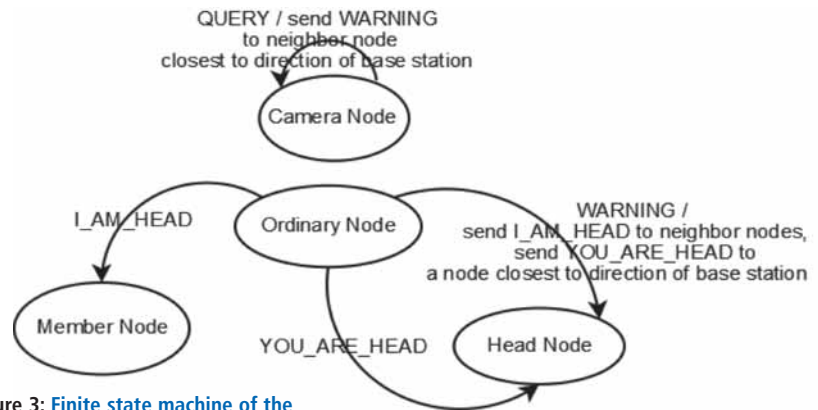 QUERY / send WARNING
to neighbor node
closest to direction of base station
Camera Node
I_AM_HEAD
Ordinary Node
WARNING /
send I_AM_HEAD to neighbor nodes,
send YOU_ARE_HEAD to
a node closest to direction of base station
Member Node
YOU_ARE_HEAD
Head Node
ure 3: Finite state machine of the